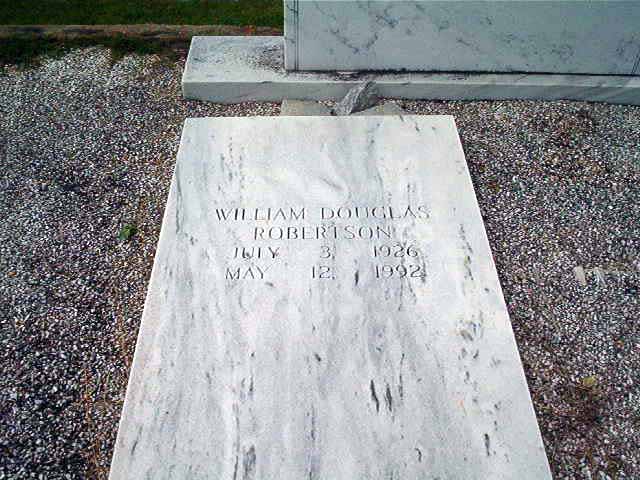 WILLIAM DOUGLAS
ROBERTSON
JULY 3, 1926
MAY 12, 1992